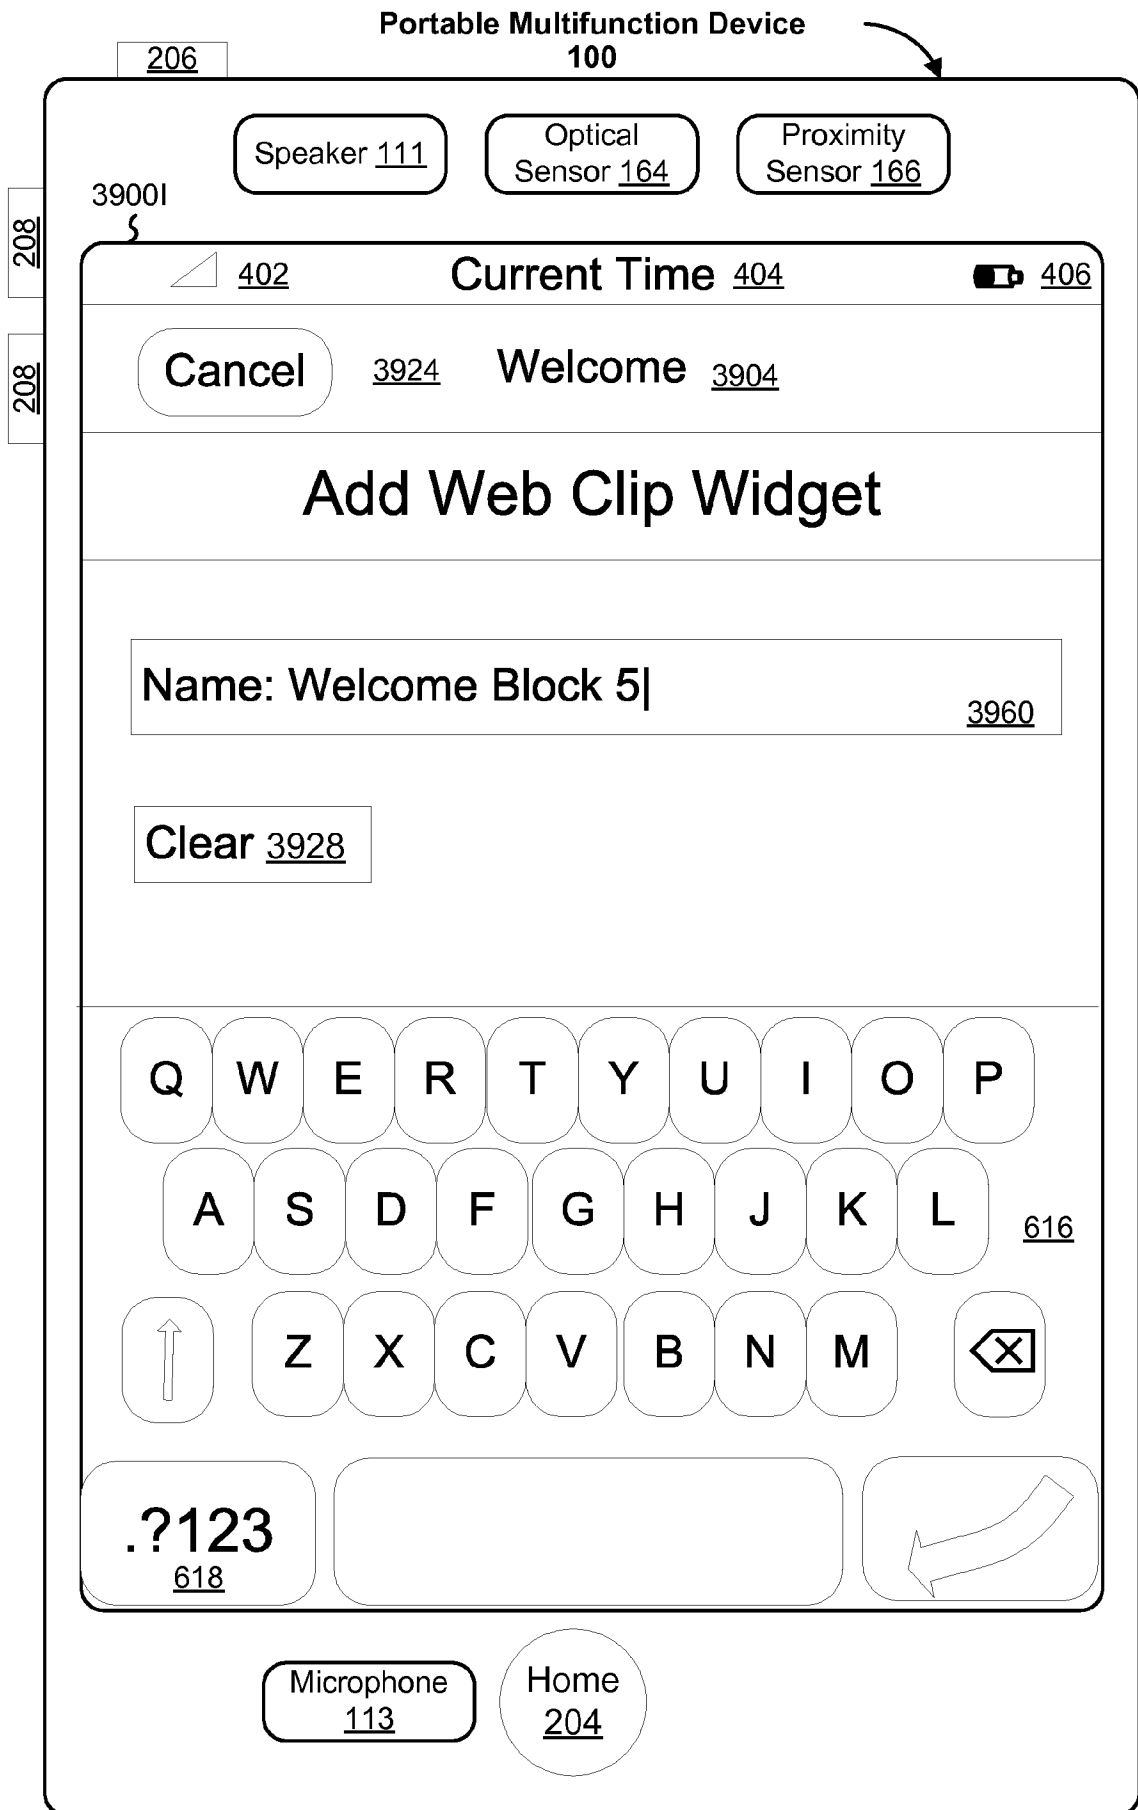 Portable Multifunction Device
100
206
Speaker 111
Optical
Sensor 164
Proximity
Sensor 166
3900I
208
208
402 Current Time 404 406
Cancel 3924 Welcome 3904
Add Web Clip Widget
Name: Welcome Block 5|
3960
Clear 3928
Q W E R T Y U I O P
A S D F G H J K L
616
Z X C V B N M
.?123
618
Microphone
113
Home
204